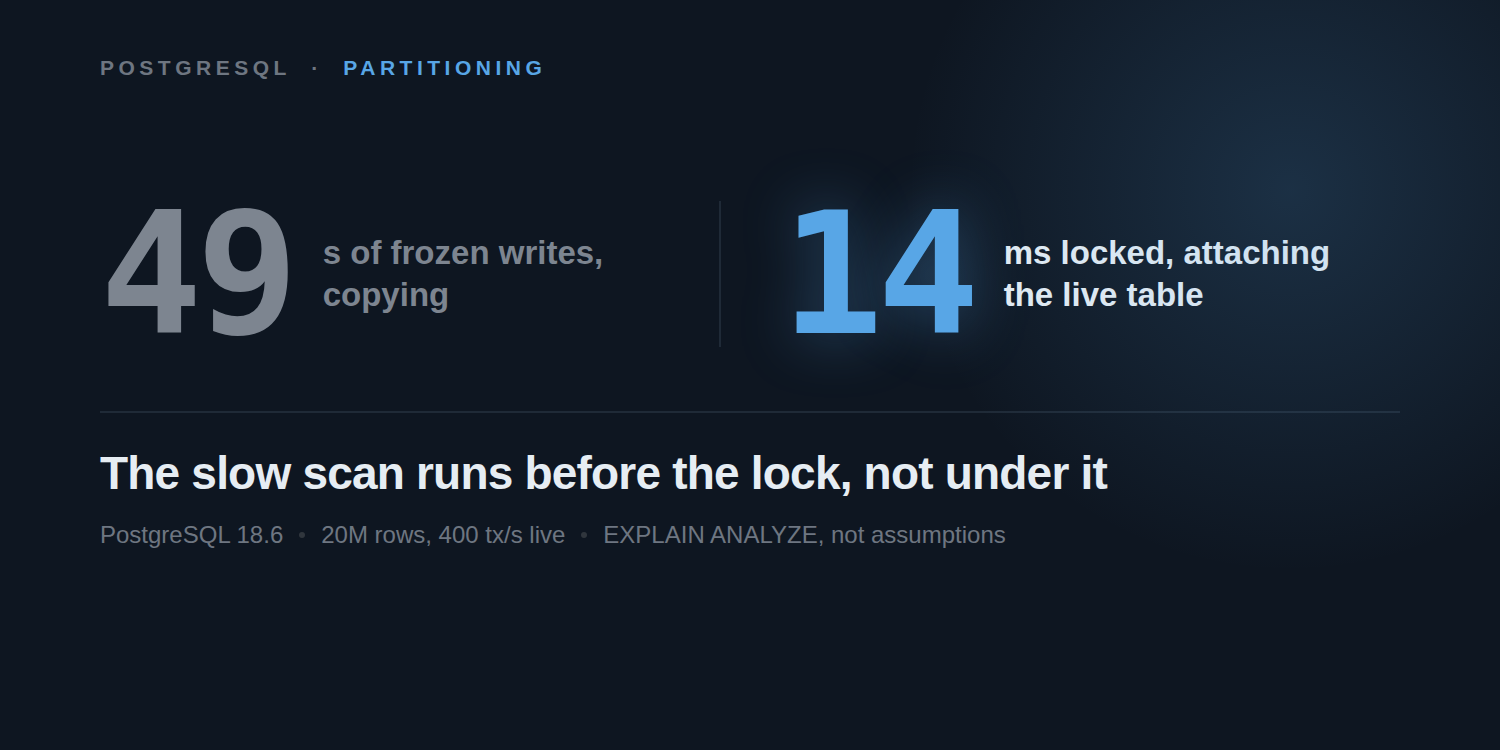 POSTGRESQL · PARTITIONING
49 s of frozen writes,
copying
14 ms locked, attaching
the live table
The slow scan runs before the lock, not under it
PostgreSQL 18.6 • 20M rows, 400 tx/s live • EXPLAIN ANALYZE, not assumptions